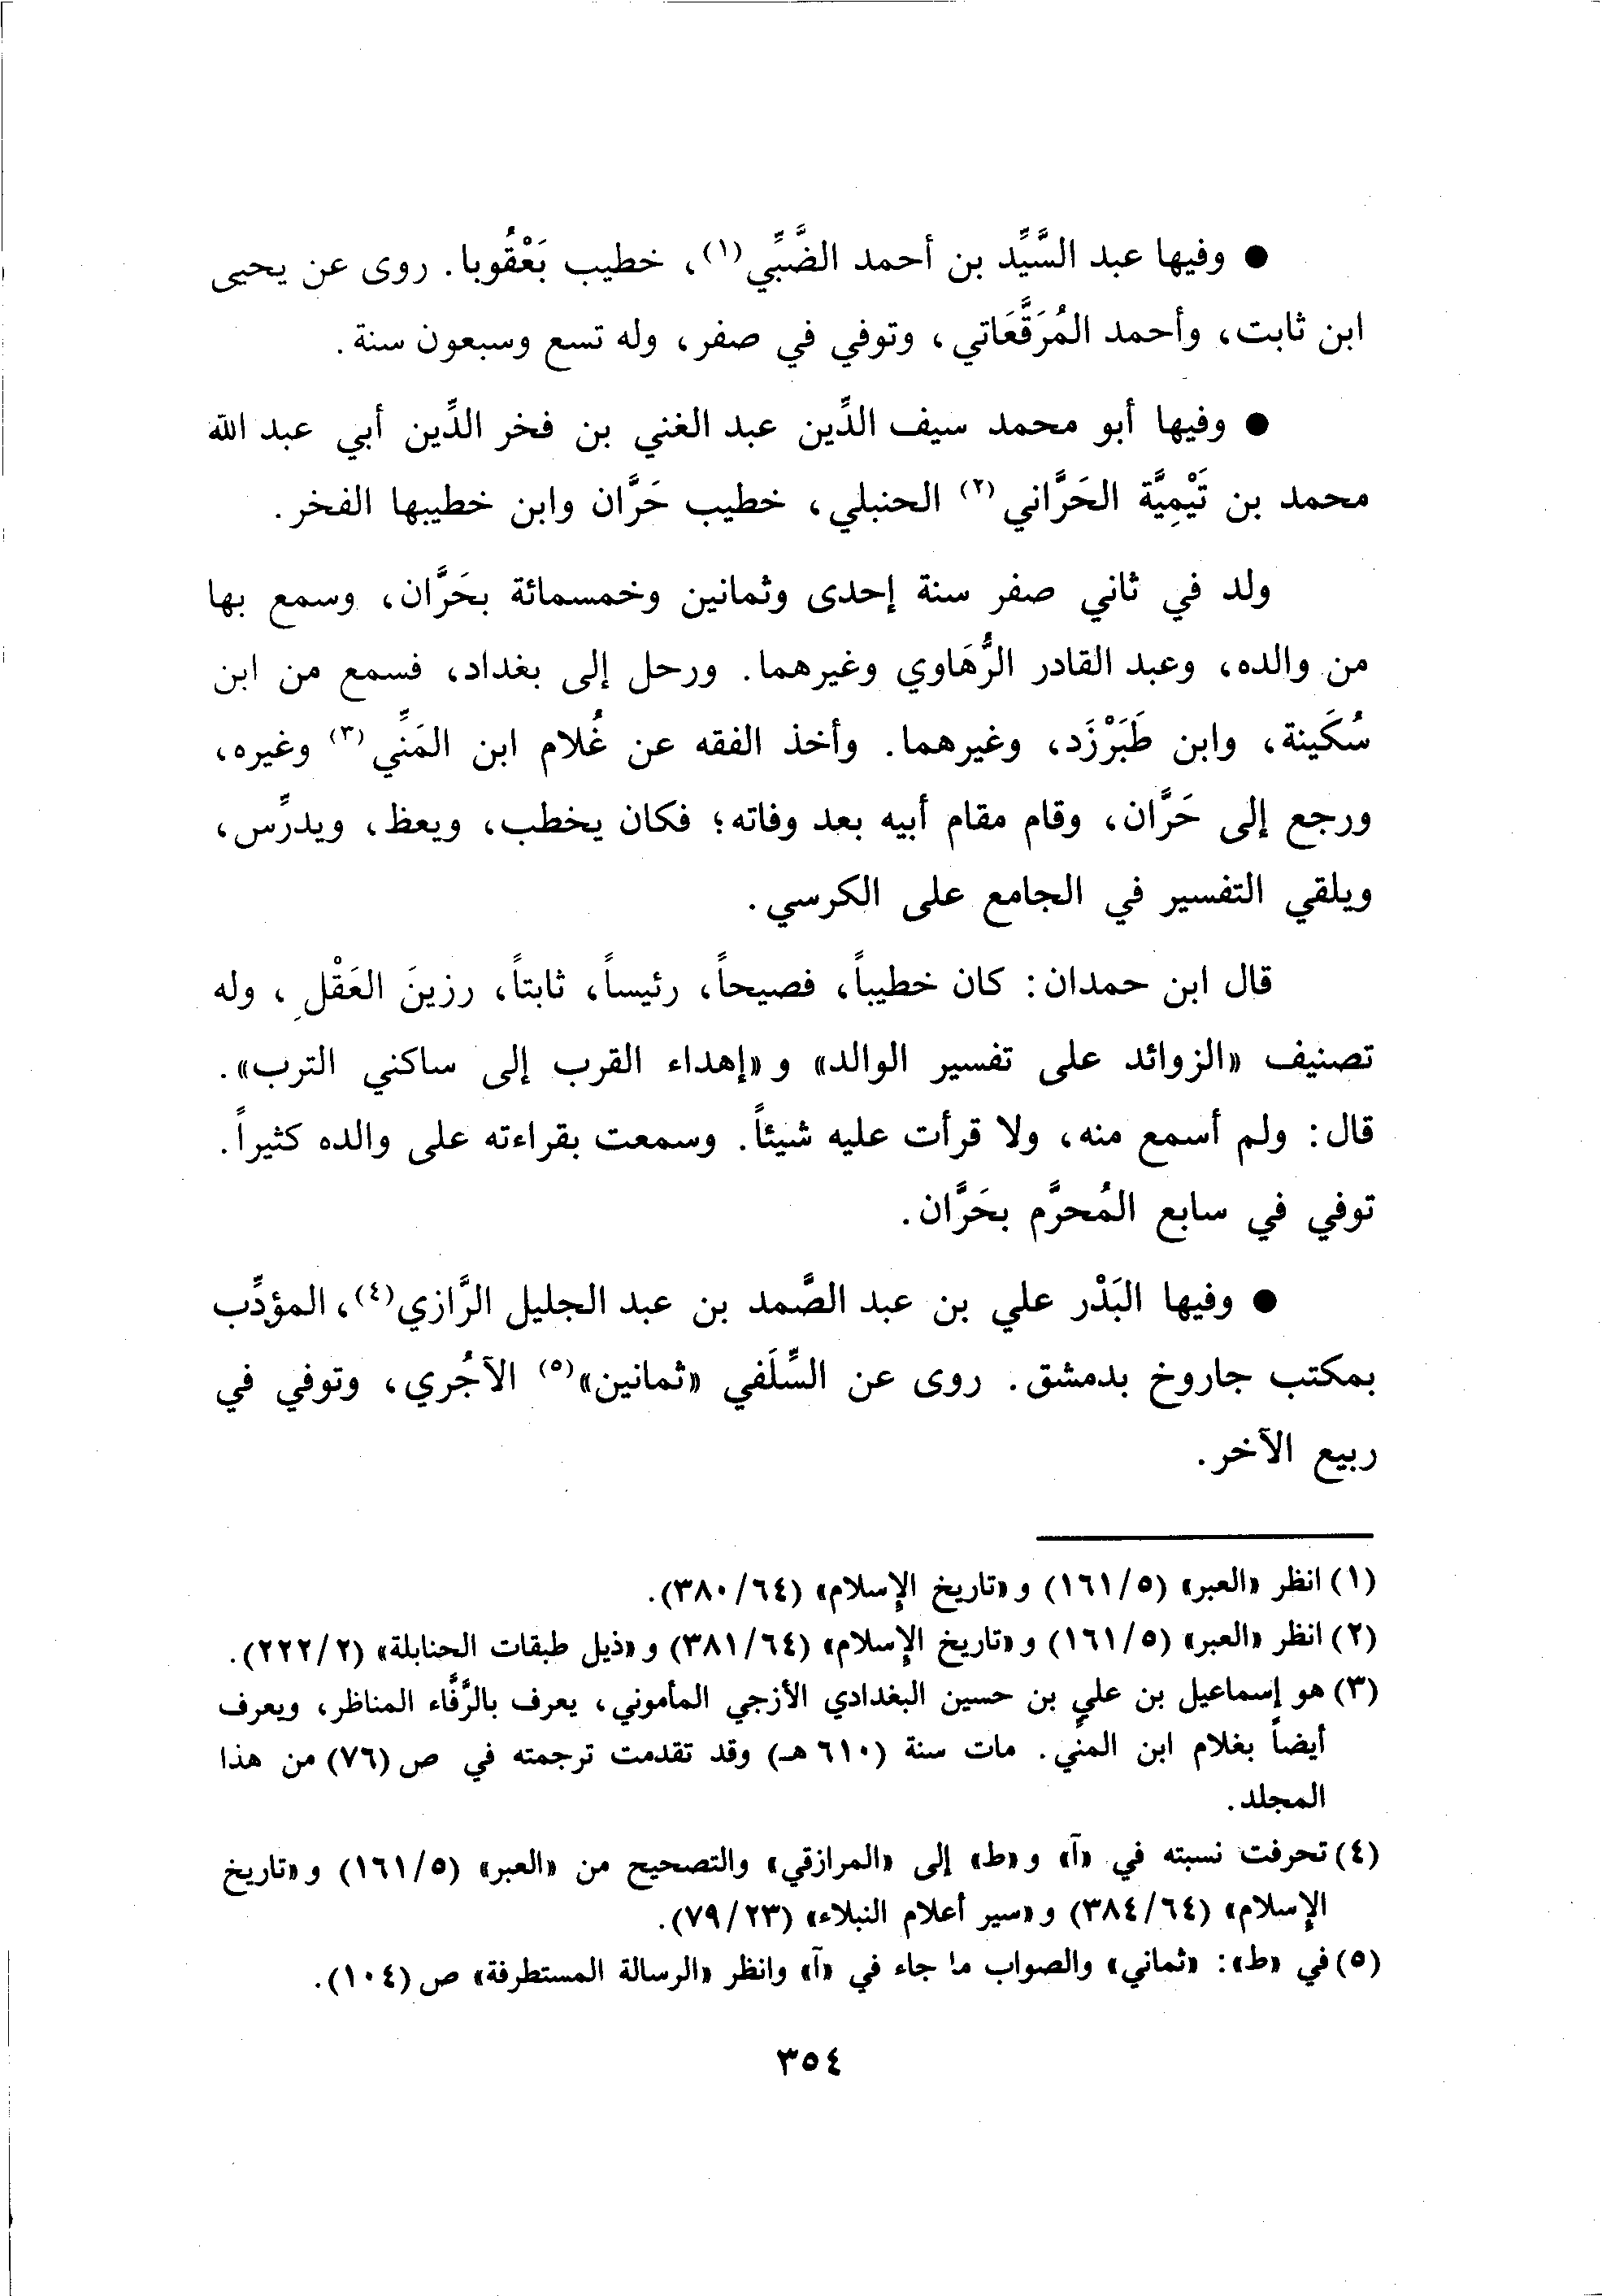 ● وفيها عبد السَّيِّد بن أحمد الضَّبِّي(١)، خطيب بَعْقُوبا. روى عن يحيى
ابن ثابت، وأحمد المُرَقَّعَاتي، وتوفي في صفر، وله تسع وسبعون سنة.
● وفيها أبو محمد سيف الدِّين عبد الغني بن فخر الدِّين أبي عبد الله
محمد بن تَيْمِيَّة الحَرَّاني(٢) الحنبلي، خطيب حَرَّان وابن خطيبها الفخر.
ولد في ثاني صفر سنة إحدى وثمانين وخمسمائة بحَرَّان، وسمع بها
من والده، وعبد القادر الرُّهَاوي وغيرهما. ورحل إلى بغداد، فسمع من ابن
سُكَينة، وابن طَبَرْزَد، وغيرهما. وأخذ الفقه عن غُلام ابن المَنِّي(٣) وغيره،
ورجع إلى حَرَّان، وقام مقام أبيه بعد وفاته؛ فكان يخطب، ويعظ، ويدرِّس،
ويلقي التفسير في الجامع على الكرسي.
قال ابن حمدان: كان خطيباً، فصيحاً، رئيساً، ثابتاً، رزينَ العَقْلِ، وله
تصنيف «الزوائد على تفسير الوالد» و «إهداء القرب إلى ساكني الترب».
قال: ولم أسمع منه، ولا قرأت عليه شيئاً. وسمعت بقراءته على والده كثيراً.
توفي في سابع المُحرَّم بحَرَّان.
● وفيها البَدْر علي بن عبد الصَّمد بن عبد الجليل الرَّازي(٤)، المؤدِّب
بمكتب جاروخ بدمشق. روى عن السِّلَفي «ثمانين»(٥) الآجُري، وتوفي في
ربيع الآخر.
(١) انظر «العبر» (١٦١/٥) و «تاريخ الإسلام» (٣٨٠/٦٤).
(٢) انظر «العبر» (١٦١/٥) و «تاريخ الإسلام» (٣٨١/٦٤) و «ذيل طبقات الحنابلة» (٢٢٢/٢).
(٣) هو إسماعيل بن علي بن حسين البغدادي الأزجي المأموني، يعرف بالرَّفَّاء المناظر، ويعرف
أيضاً بغلام ابن المنِّي. مات سنة (٦١٠ هـ) وقد تقدمت ترجمته في ص (٧٦) من هذا
المجلد.
(٤) تحرفت نسبته في «آ» و «ط» إلى «المرازقي» والتصحيح من «العبر» (١٦١/٥) و «تاريخ
الإسلام» (٣٨٤/٦٤) و «سير أعلام النبلاء» (٧٩/٢٣).
(٥) في «ط»: «ثماني» والصواب ما جاء في «آ» وانظر «الرسالة المستطرفة» ص (١٠٤).
٣٥٤